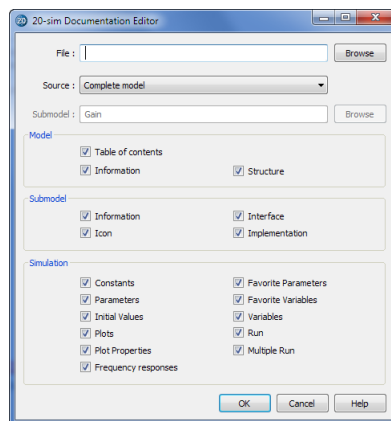 20-sim Documentation Editor
File :
Browse
Source : Complete model
Submodel : Gain
Browse
Model
Table of contents
Information Structure
Submodel
Information Interface
Icon Implementation
Simulation
Constants Favorite Parameters
Parameters Favorite Variables
Initial Values Variables
Plots Run
Plot Properties Multiple Run
Frequency responses
OK Cancel Help